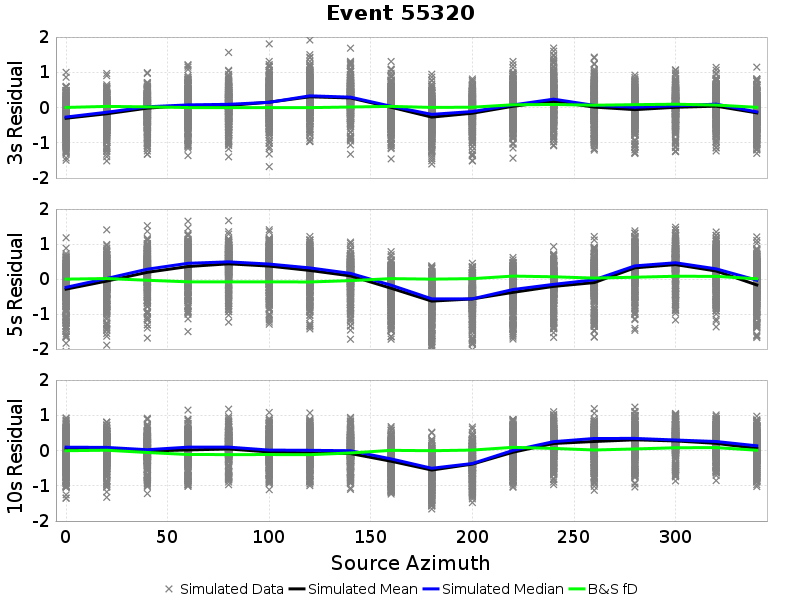 Event 55320
3s Residual
2
1
0
-1
-2
5s Residual
2
1
0
-1
-2
10s Residual
2
1
0
-1
-2
0 50 100 150 200 250 300
Source Azimuth
Simulated Data Simulated Mean Simulated Median B&S fD